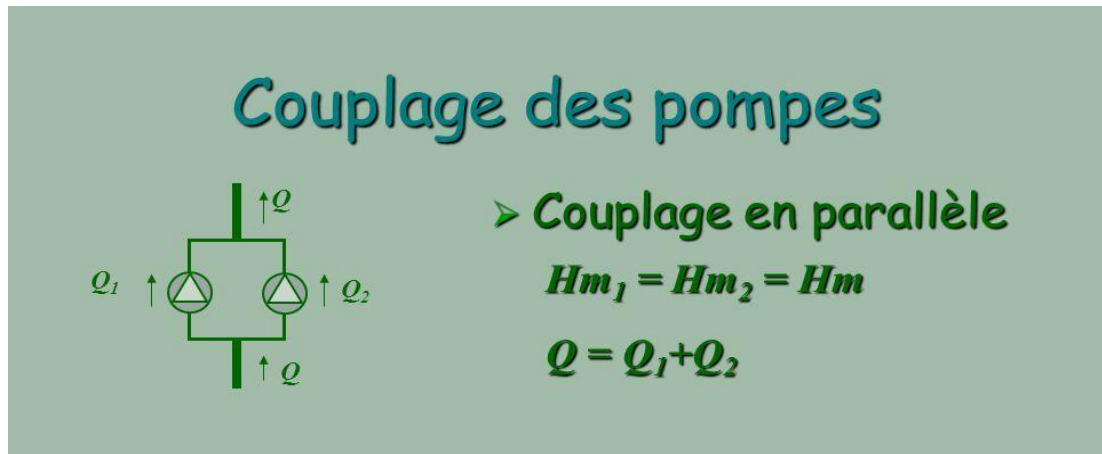 Couplage des pompes
Q
Q₁
Q₂
Q
➢ Couplage en parallèle
Hm₁ = Hm₂ = Hm
Q = Q₁+Q₂